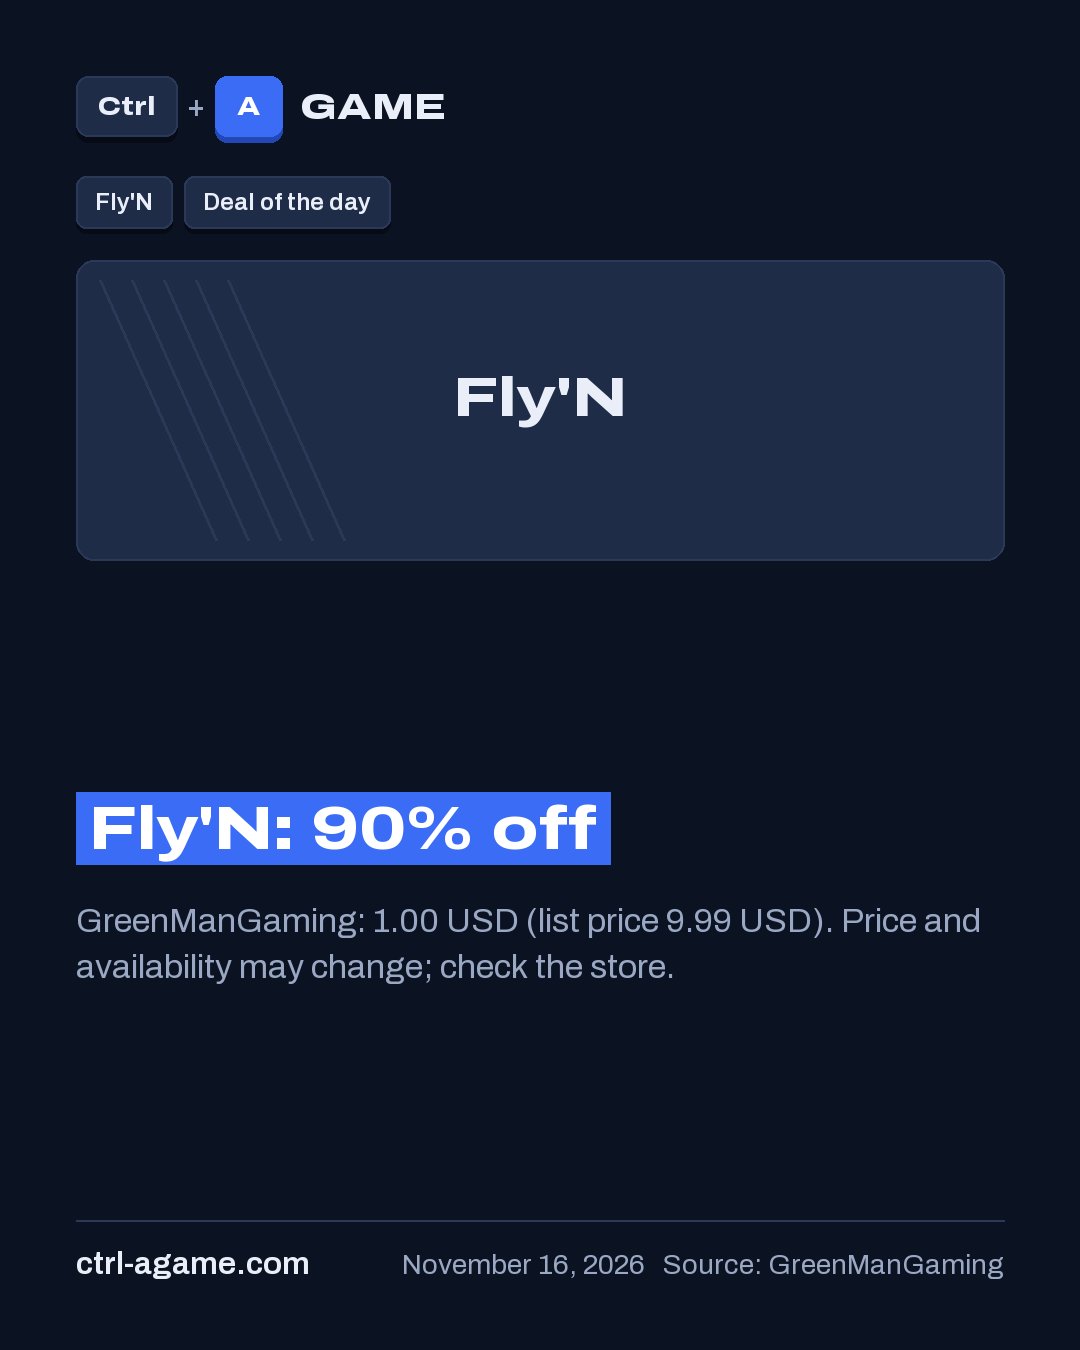 Ctrl + A GAME
Fly'N Deal of the day
Fly'N
Fly'N: 90% off
GreenManGaming: 1.00 USD (list price 9.99 USD). Price and
availability may change; check the store.
ctrl-agame.com November 16, 2026 Source: GreenManGaming